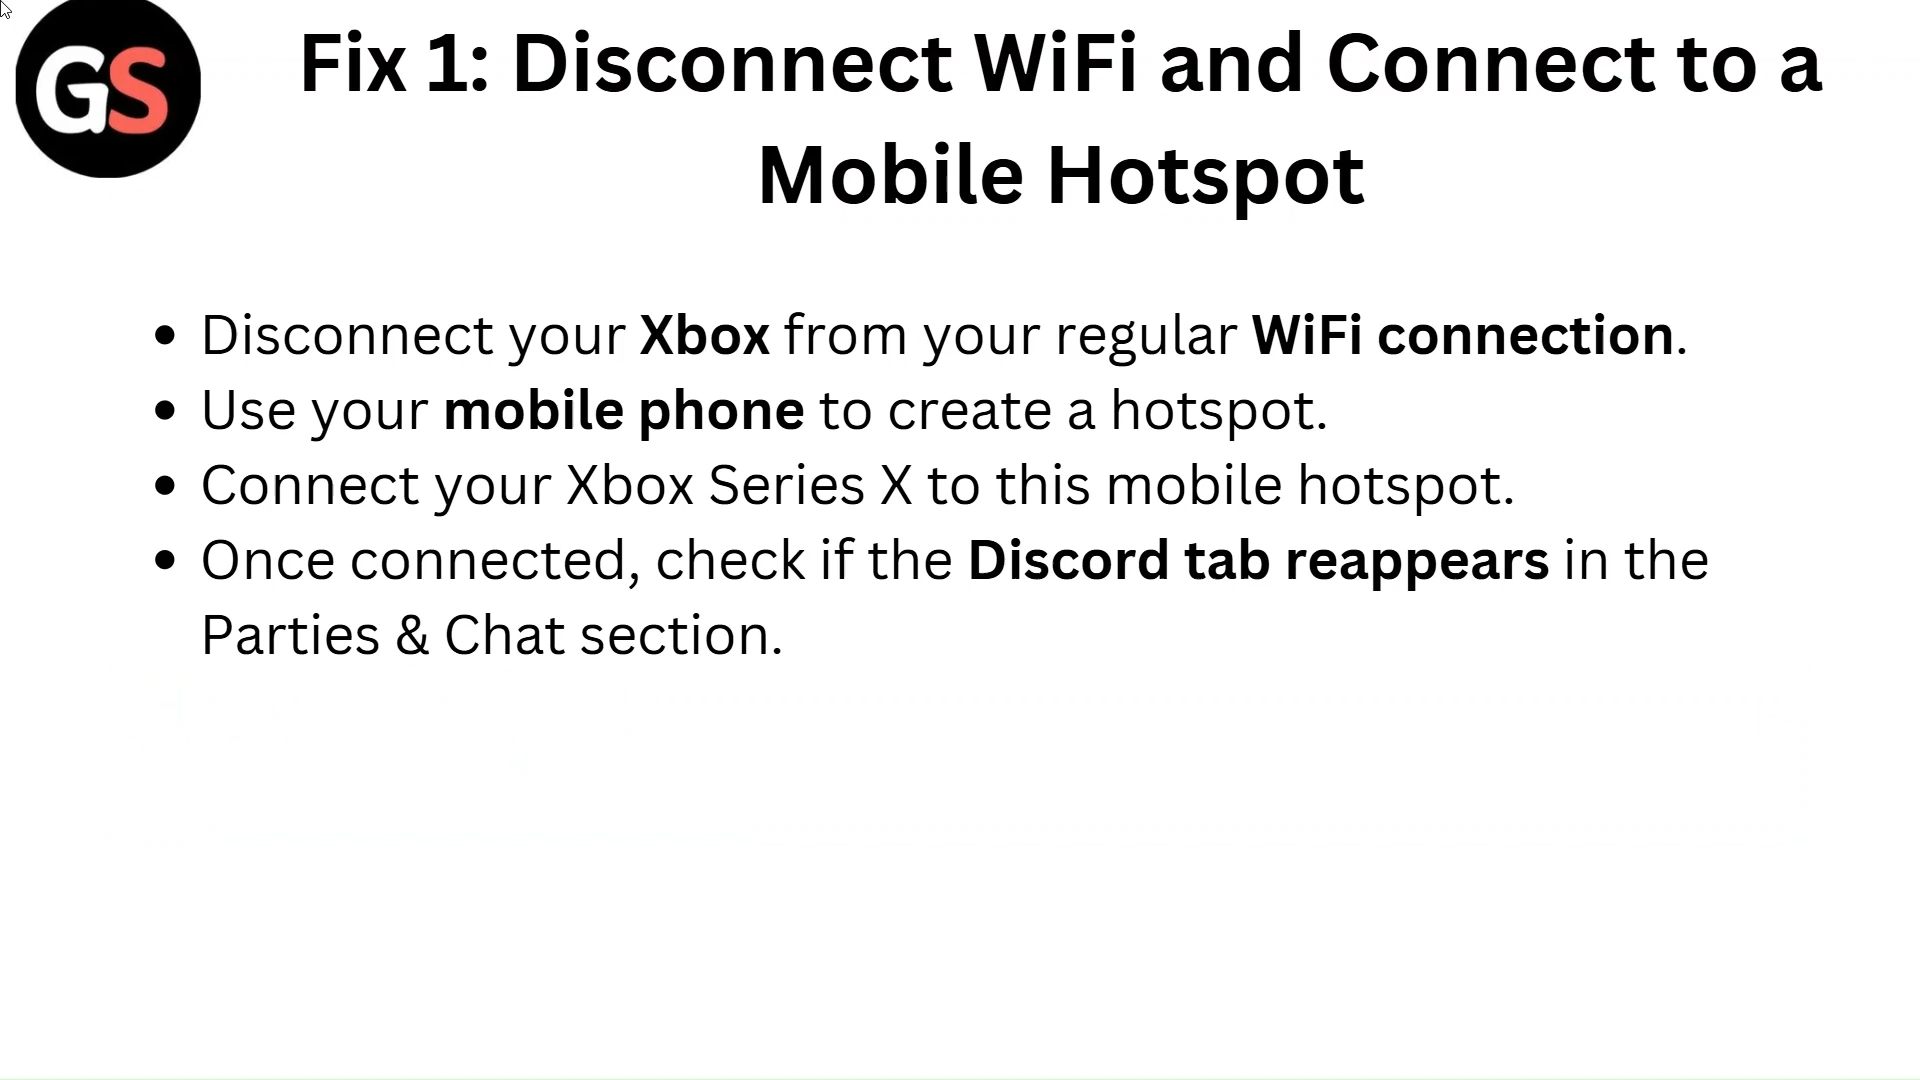 GS
Fix 1: Disconnect WiFi and Connect to a
Mobile Hotspot
• Disconnect your Xbox from your regular WiFi connection.
• Use your mobile phone to create a hotspot.
• Connect your Xbox Series X to this mobile hotspot.
• Once connected, check if the Discord tab reappears in the
Parties & Chat section.